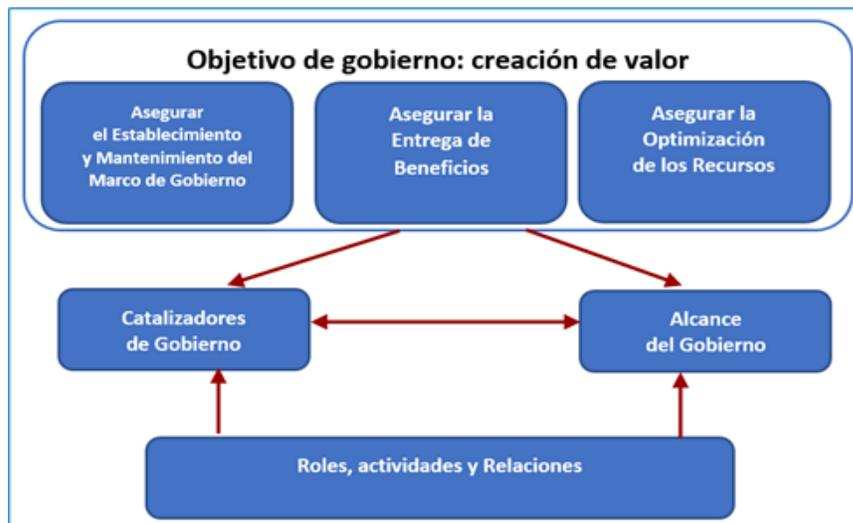 Objetivo de gobierno: creación de valor
Asegurar
el Establecimiento
y Mantenimiento del
Marco de Gobierno
Asegurar la
Entrega de
Beneficios
Asegurar la
Optimización
de los Recursos
Catalizadores
de Gobierno
Alcance
del Gobierno
Roles, actividades y Relaciones